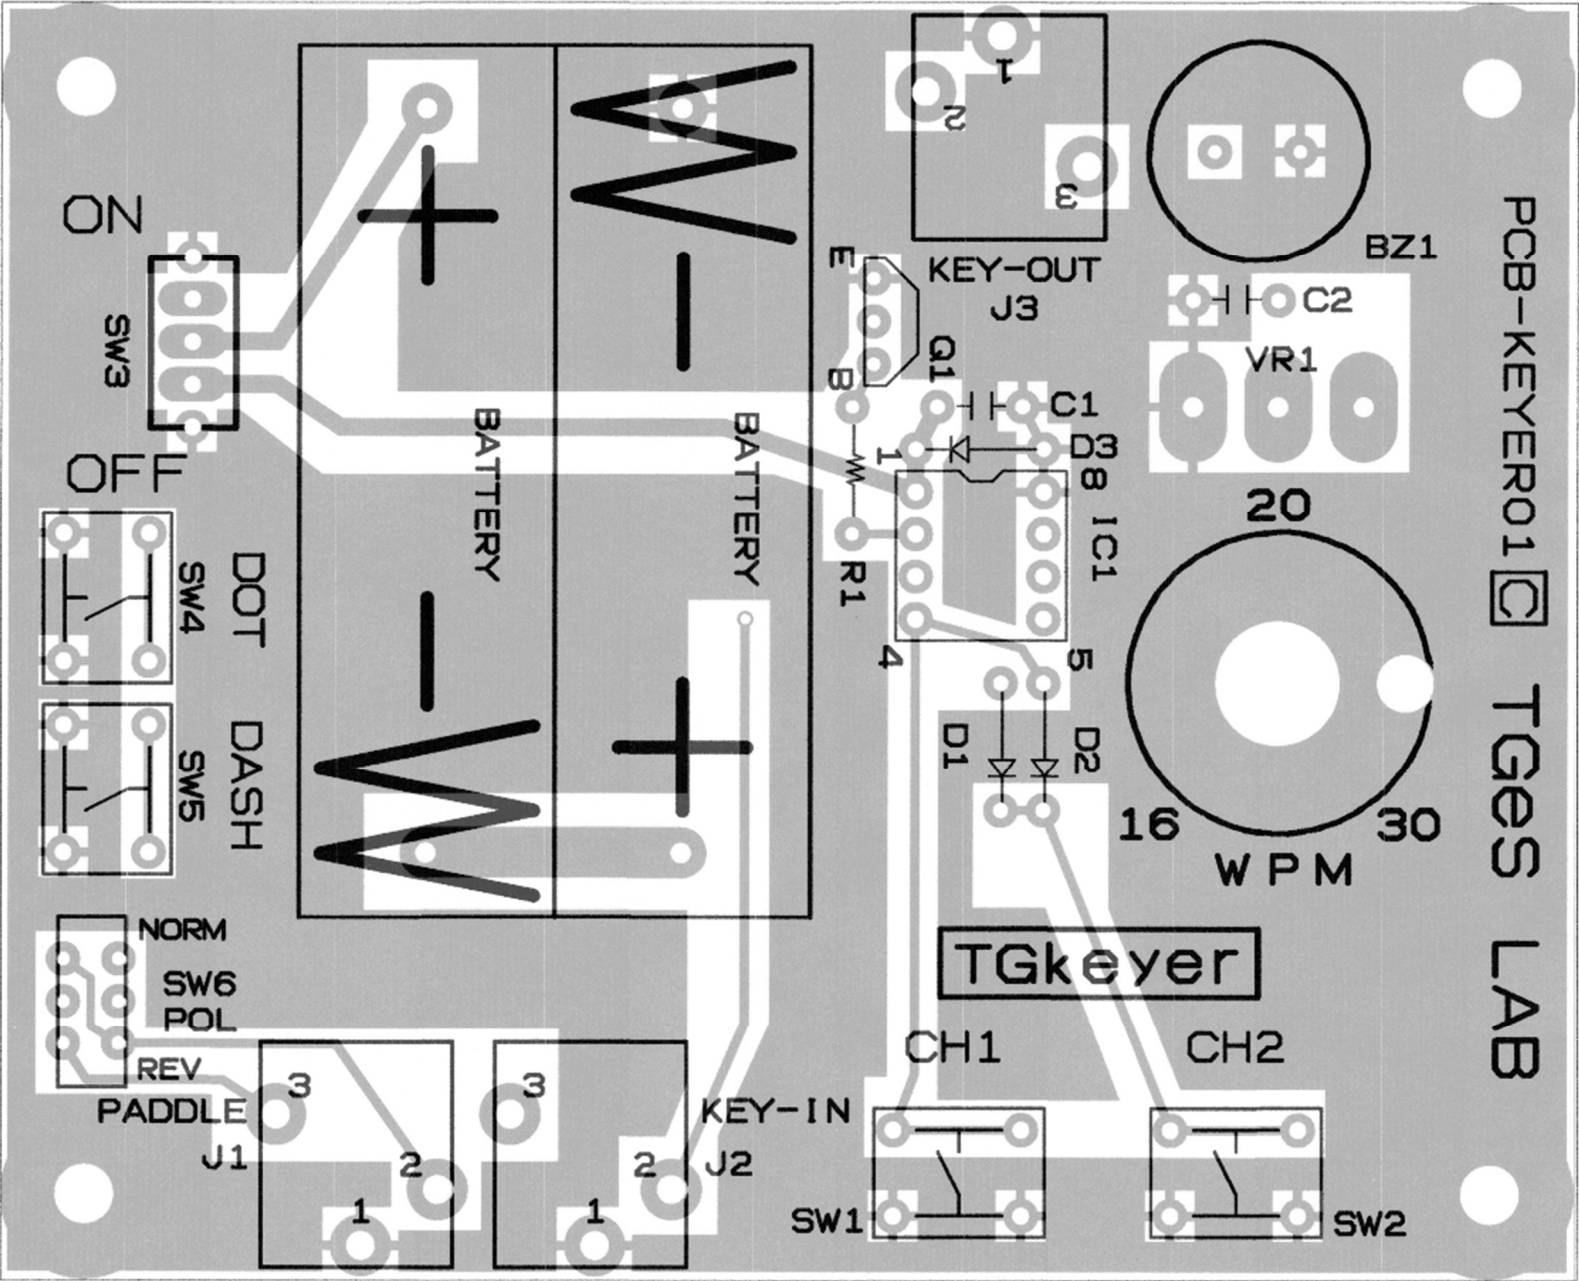 1
2
3
ON
E
KEY-OUT
J3
BZ1
PCB-KEYER01 C TGeS LAB
C2
SW3
Q1
VR1
B
C1
BATTERY
BATTERY
1
D3
8
OFF
20
IC1
DOT
SW4
R1
4
5
DASH
SW5
D1
D2
16
30
WPM
NORM
TGkeyer
SW6
POL
CH1
CH2
REV
3
3
PADDLE
KEY-IN
J1
2
2
J2
1
1
SW1
SW2